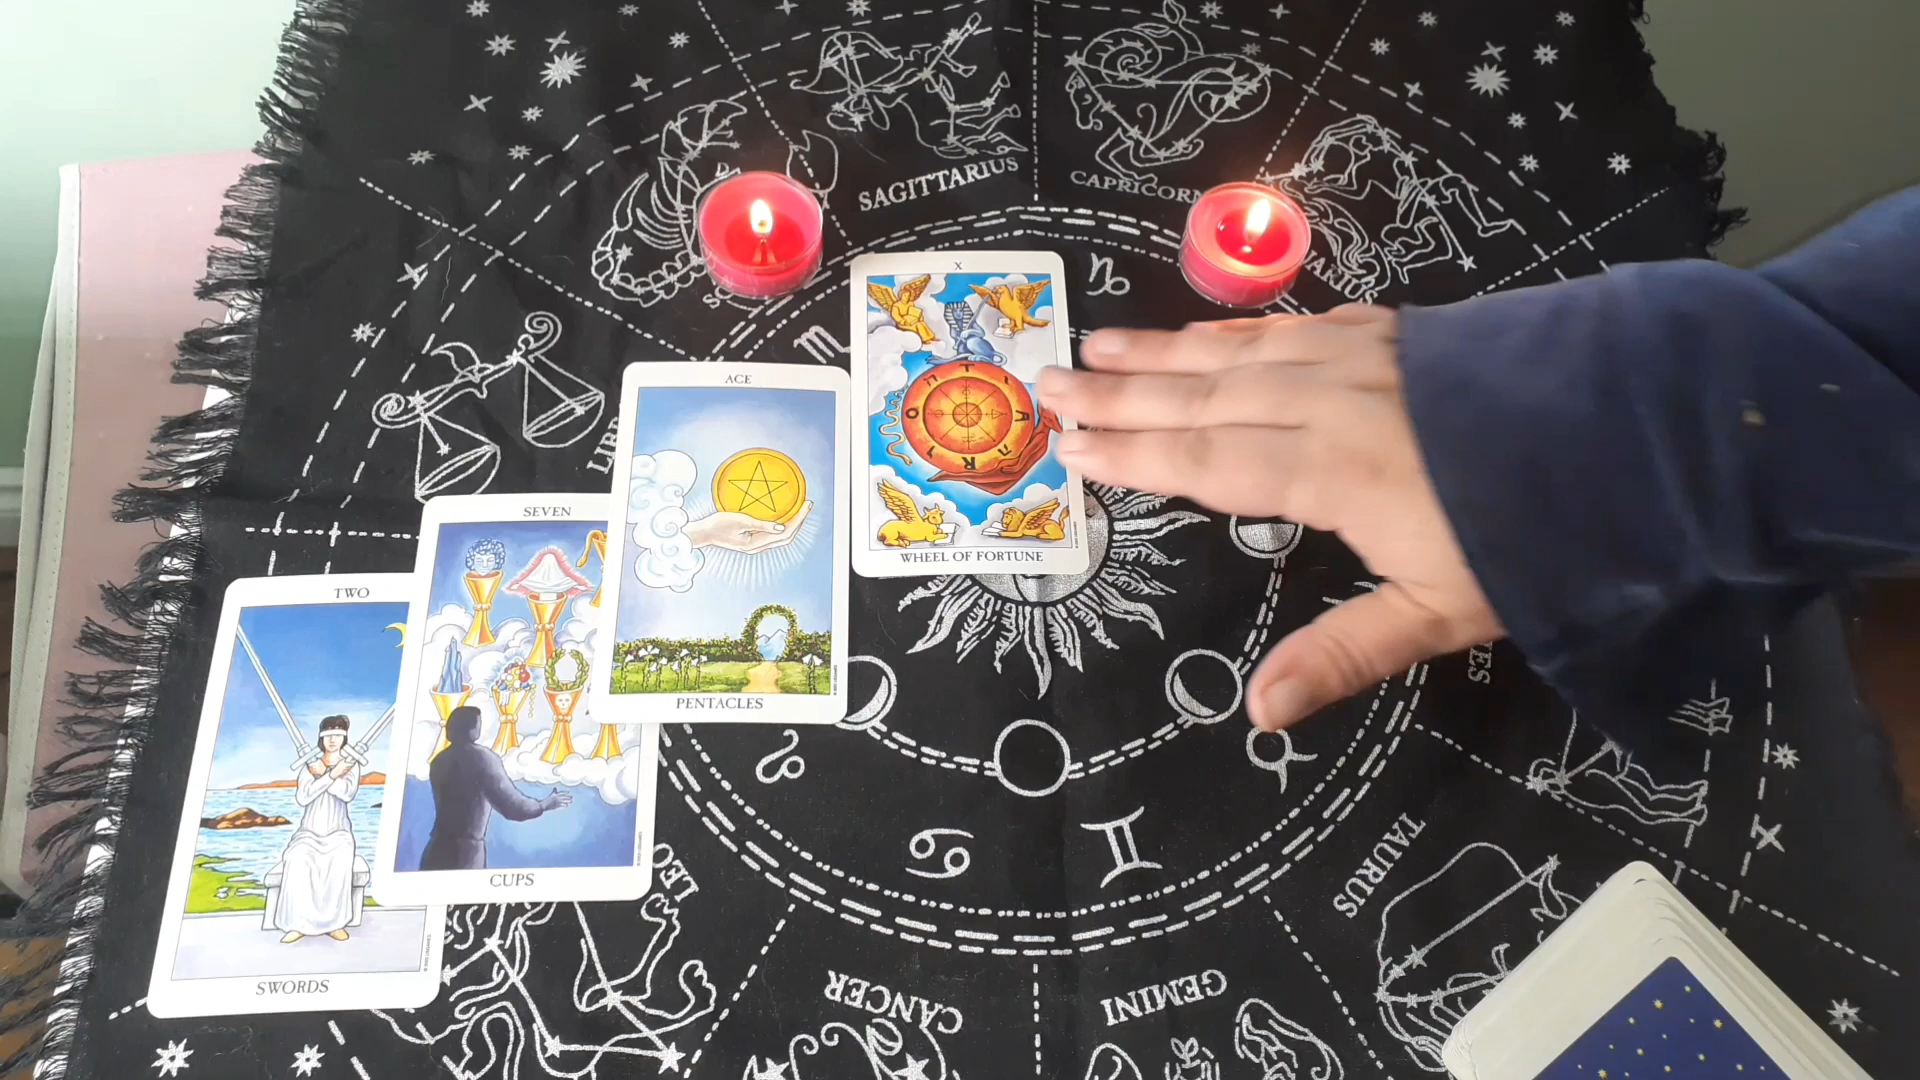 SAGITTARIUS
CAPRICORN
X
WHEEL OF FORTUNE
ACE
PENTACLES
SEVEN
CUPS
TWO
SWORDS
LEO
CANCER
GEMINI
TAURUS